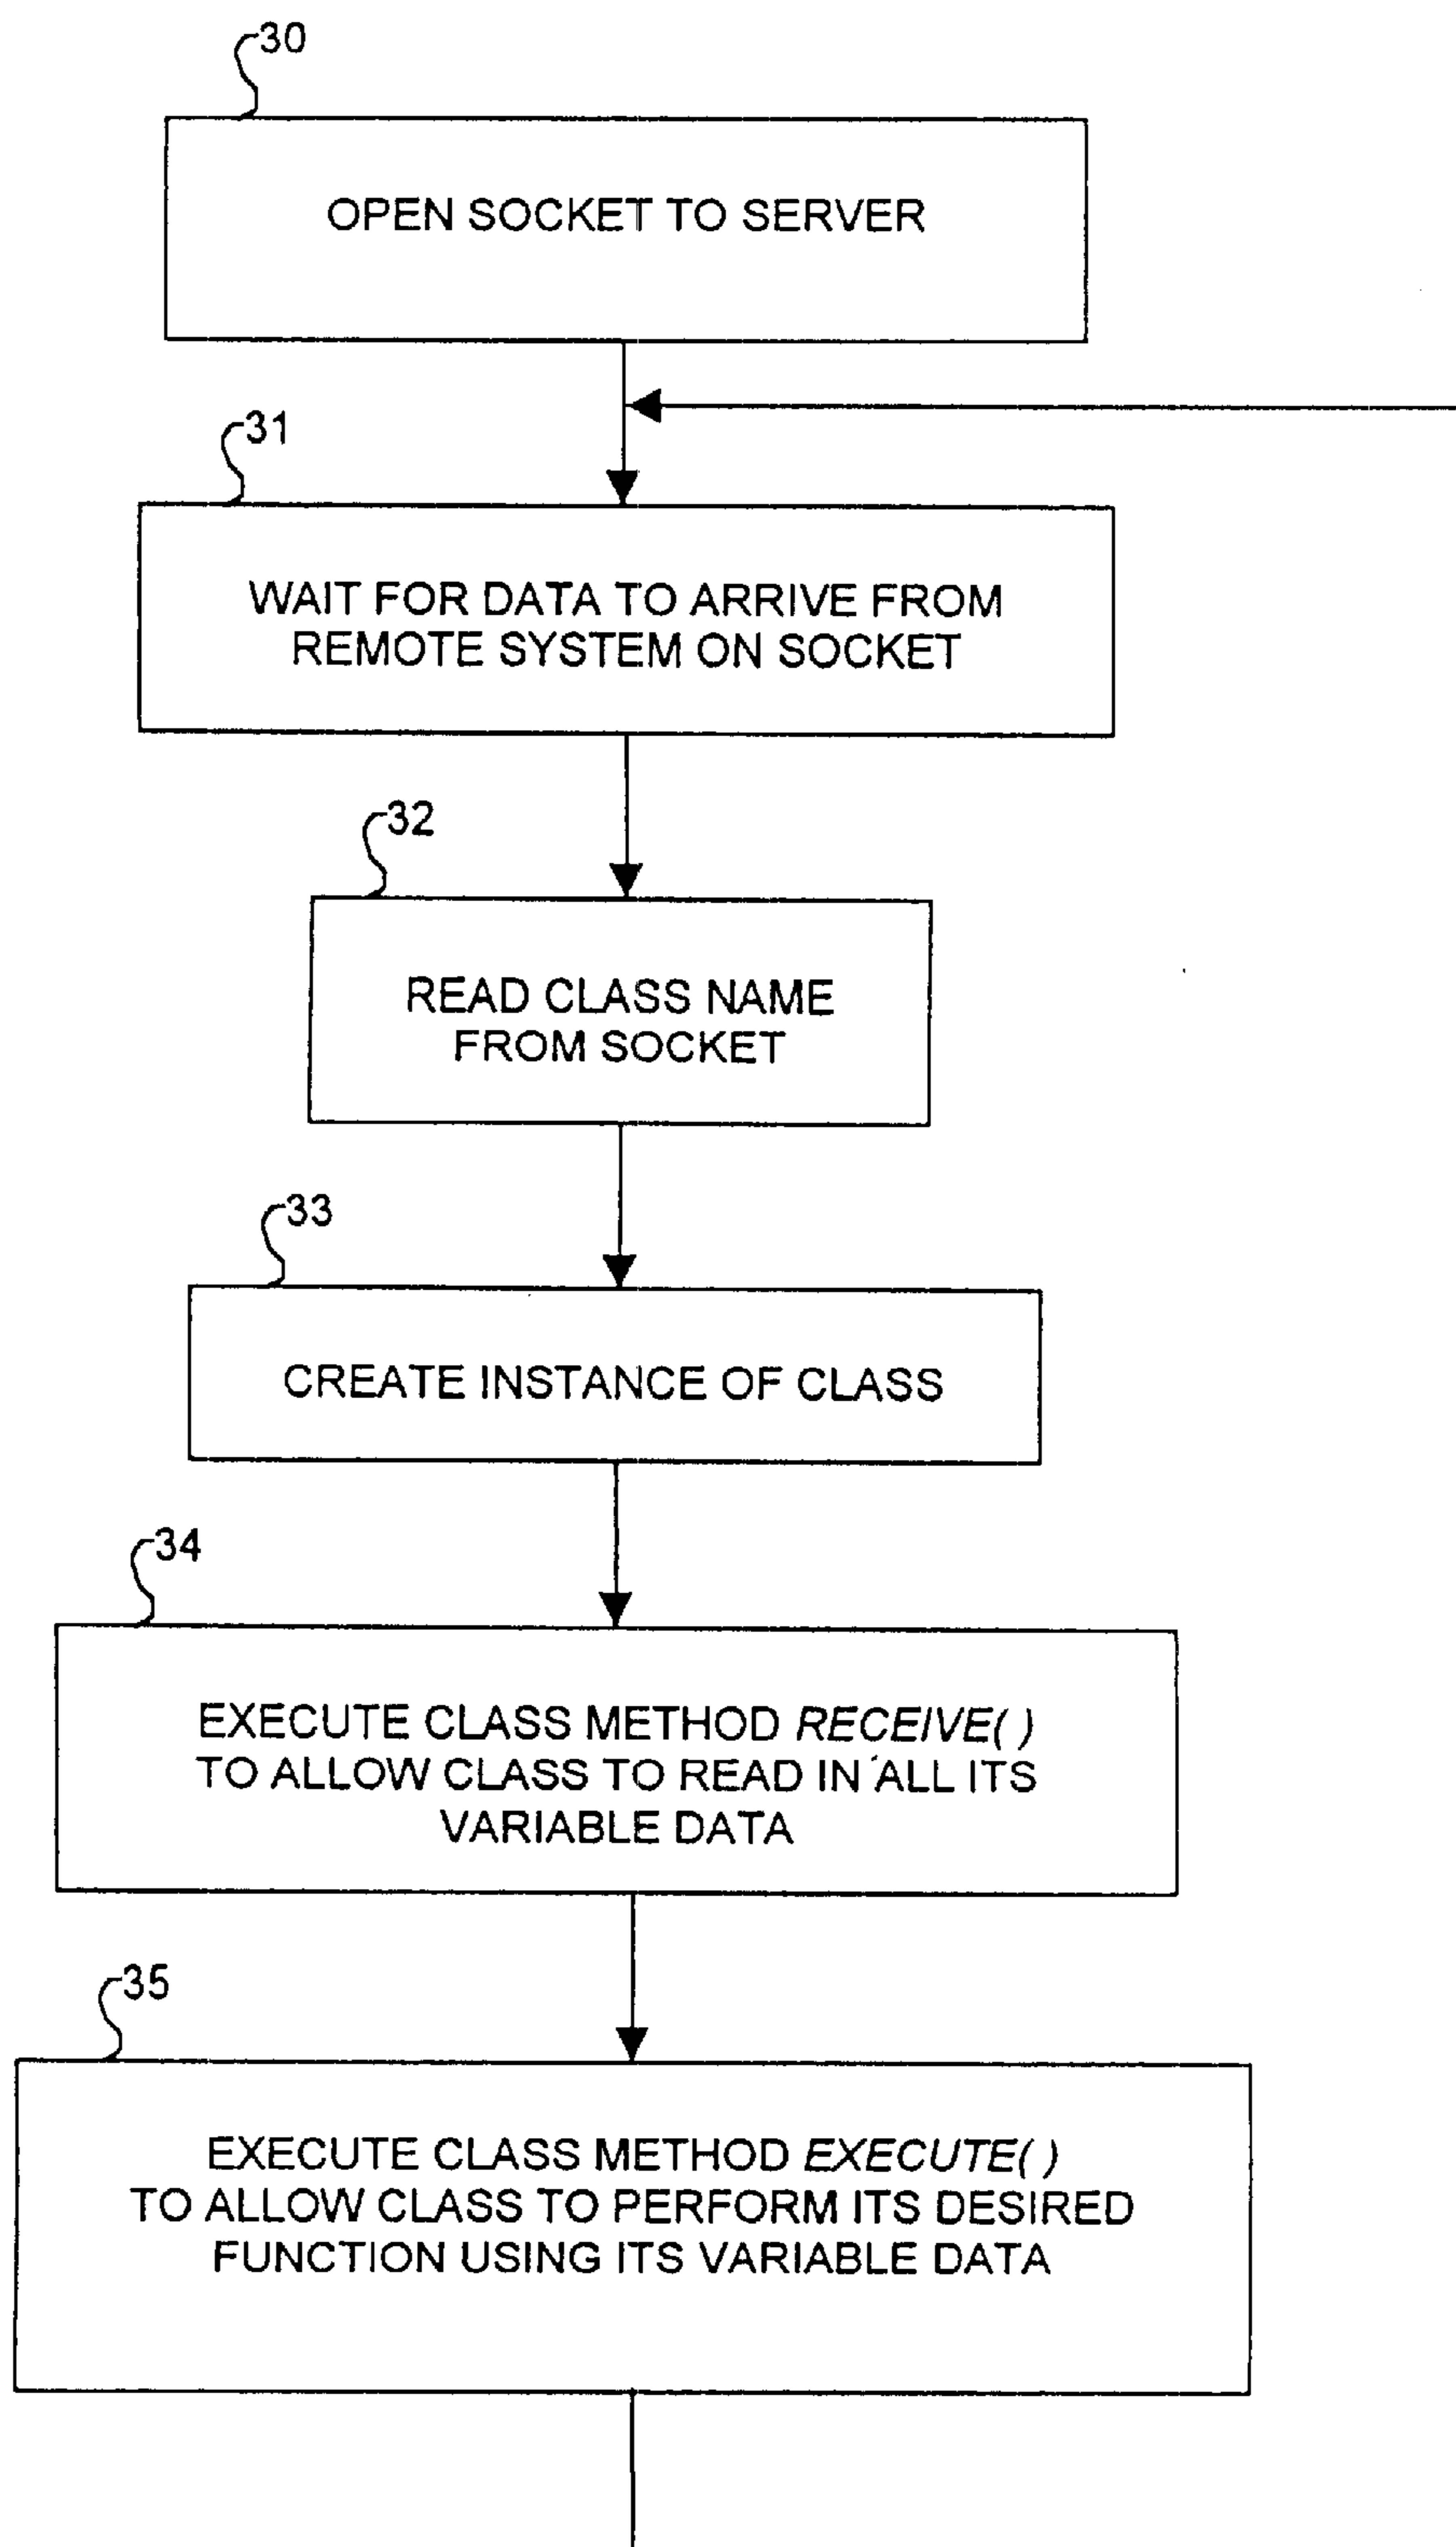 30
OPEN SOCKET TO SERVER
31
WAIT FOR DATA TO ARRIVE FROM
REMOTE SYSTEM ON SOCKET
32
READ CLASS NAME
FROM SOCKET
33
CREATE INSTANCE OF CLASS
34
EXECUTE CLASS METHOD RECEIVE( )
TO ALLOW CLASS TO READ IN ALL ITS
VARIABLE DATA
35
EXECUTE CLASS METHOD EXECUTE( )
TO ALLOW CLASS TO PERFORM ITS DESIRED
FUNCTION USING ITS VARIABLE DATA